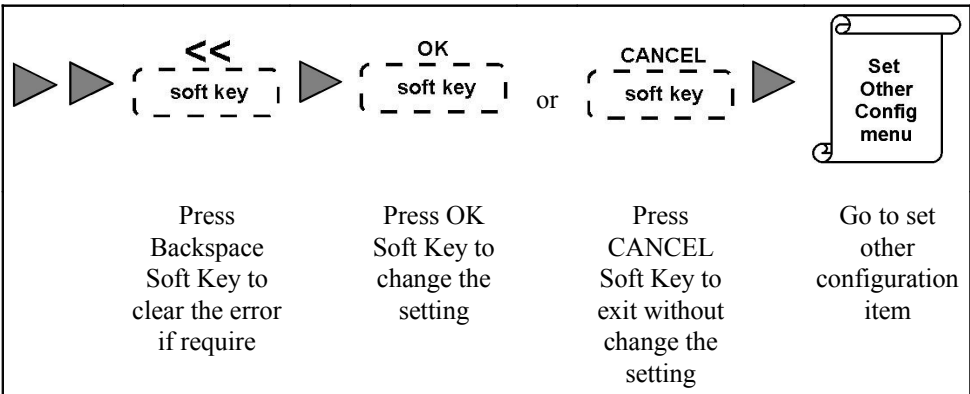 <<
soft key
OK
soft key
or
CANCEL
soft key
Set
Other
Config
menu
Press
Backspace
Soft Key to
clear the error
if require
Press OK
Soft Key to
change the
setting
Press
CANCEL
Soft Key to
exit without
change the
setting
Go to set
other
configuration
item